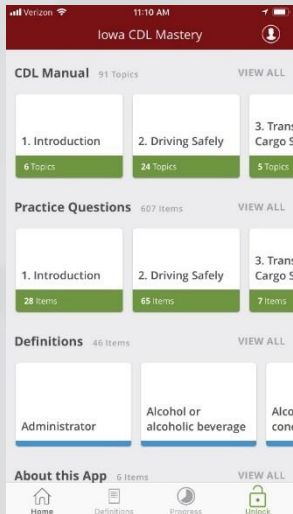 Verizon 11:10 AM
Iowa CDL Mastery
CDL Manual 91 Topics VIEW ALL
1. Introduction
6 Topics
2. Driving Safely
24 Topics
3. Trans
Cargo S
5 Topics
Practice Questions 607 Items VIEW ALL
1. Introduction
28 Items
2. Driving Safely
65 Items
3. Trans
Cargo S
7 Items
Definitions 46 Items VIEW ALL
Administrator
Alcohol or
alcoholic beverage
Alco
conc
About this App 6 Items VIEW ALL
Home Definitions Progress Unlock